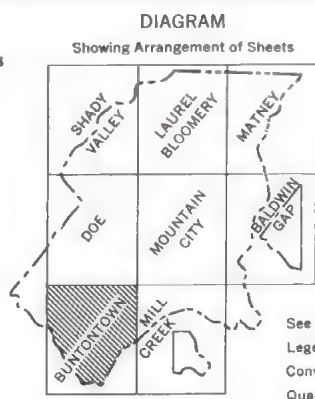 DIAGRAM
Showing Arrangement of Sheets
SHADY
VALLEY
LAUREL
BLOOMERY
MATNEY
DOE
MOUNTAIN
CITY
BALDWIN
GAP
BUNTONTOWN
MILL
CREEK
See
Lege
Conv
Qua